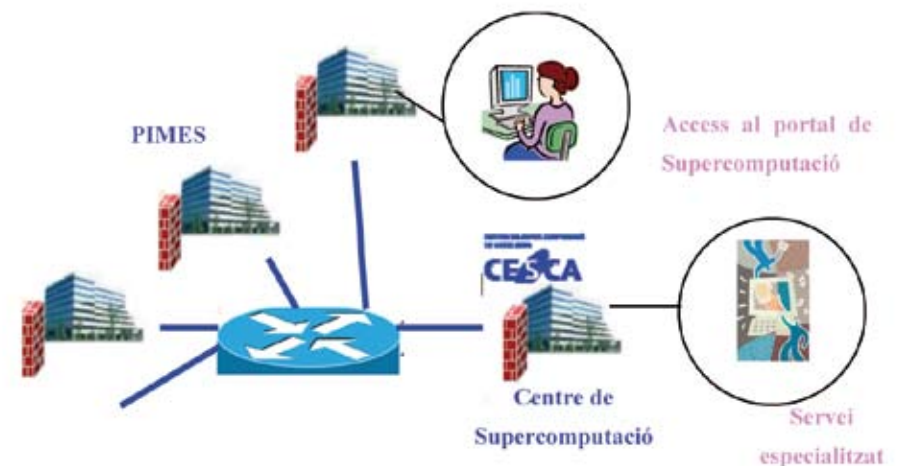 PIMES
Access al portal de
Supercomputació
CESCA
Centre de
Supercomputació
Servei
especialitzat